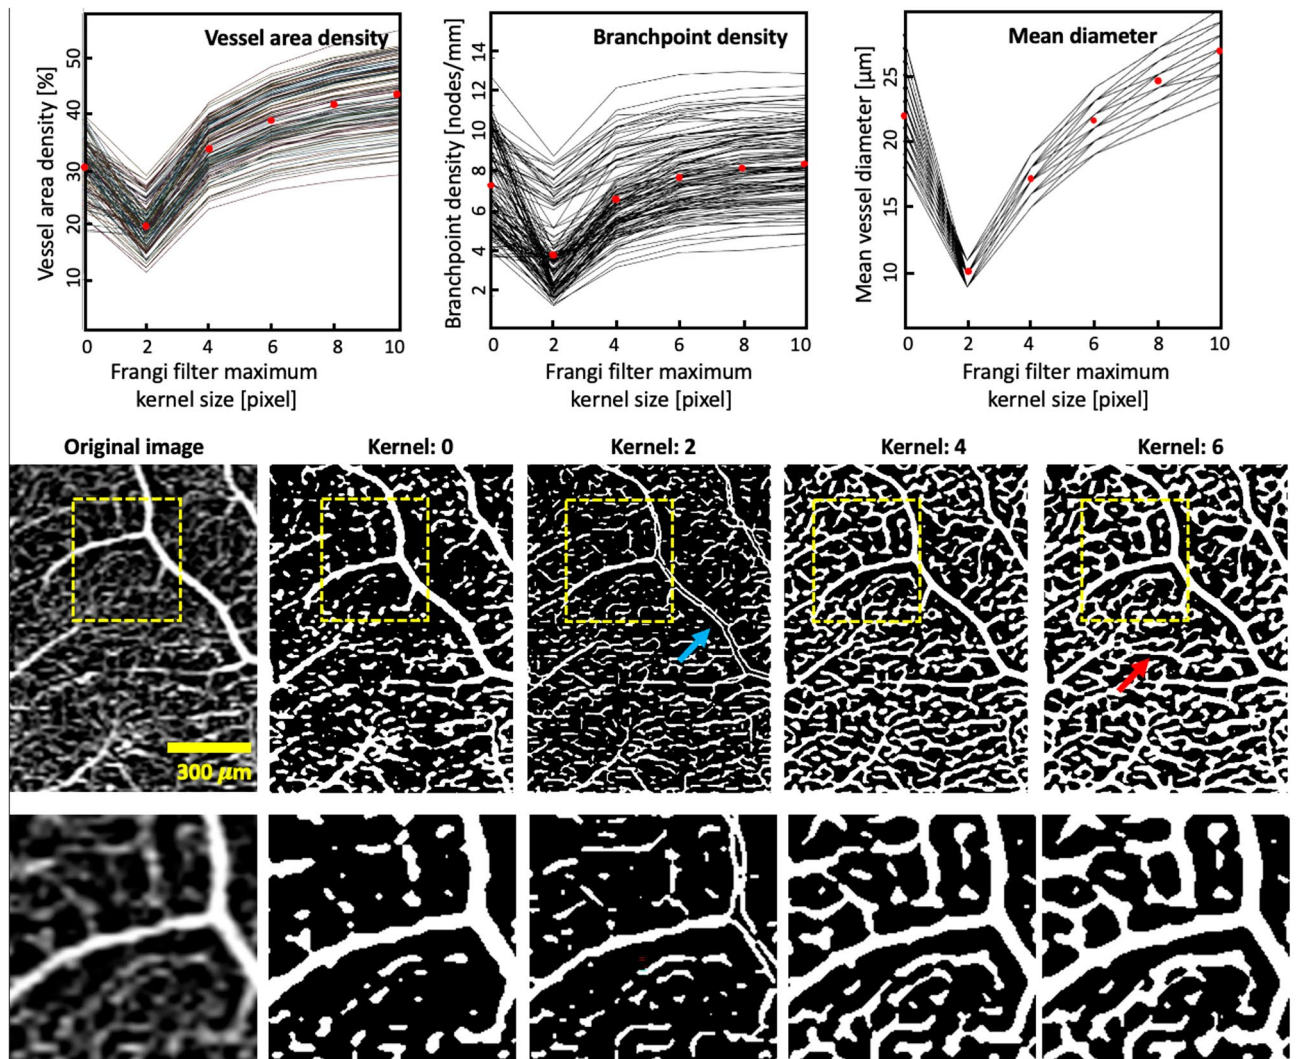 Vessel area density
Vessel area density [%]
50
40
30
20
10
0 2 4 6 8 10
Frangi filter maximum
kernel size [pixel]
Branchpoint density
Branchpoint density [nodes/mm]
14
12
10
8
6
4
2
0 2 4 6 8 10
Frangi filter maximum
kernel size [pixel]
Mean diameter
Mean vessel diameter [µm]
25
20
15
10
0 2 4 6 8 10
Frangi filter maximum
kernel size [pixel]
Original image
Kernel: 0
Kernel: 2
Kernel: 4
Kernel: 6
300 µm